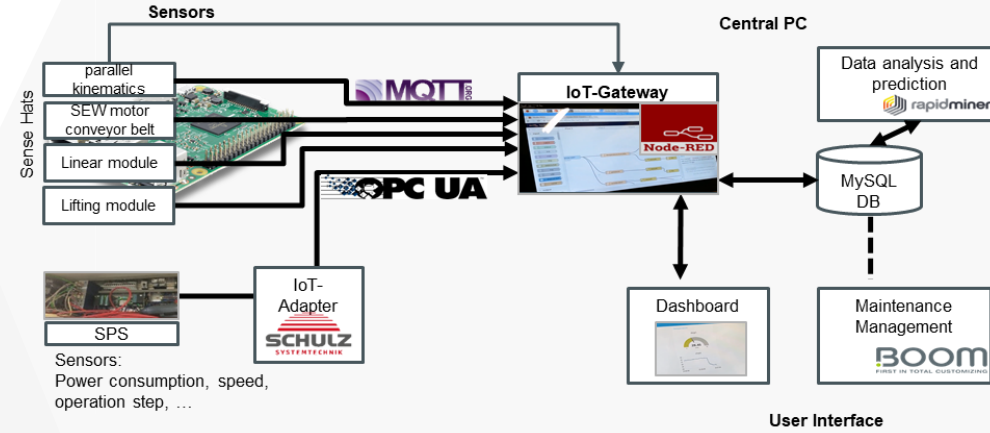 Sensors
Central PC
Sense Hats
parallel
kinematics
SEW motor
conveyor belt
Linear module
Lifting module
MQTT
.ORG
OPC UA
IoT-Gateway
Node-RED
Data analysis and
prediction
rapidminer
MySQL
DB
SPS
Sensors:
Power consumption, speed,
operation step, …
IoT-
Adapter
SCHULZ
SYSTEMTECHNIK
Dashboard
Maintenance
Management
BOOM
FIRST IN TOTAL CUSTOMIZING
User Interface